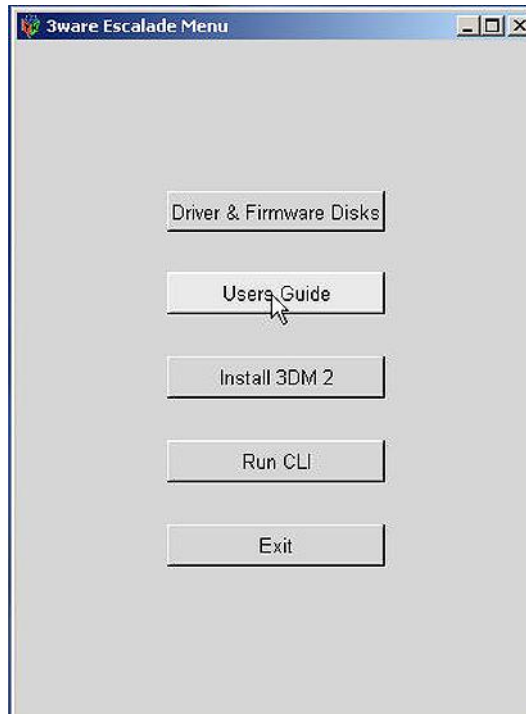 3ware Escalade Menu
Driver & Firmware Disks
Users Guide
Install 3DM 2
Run CLI
Exit